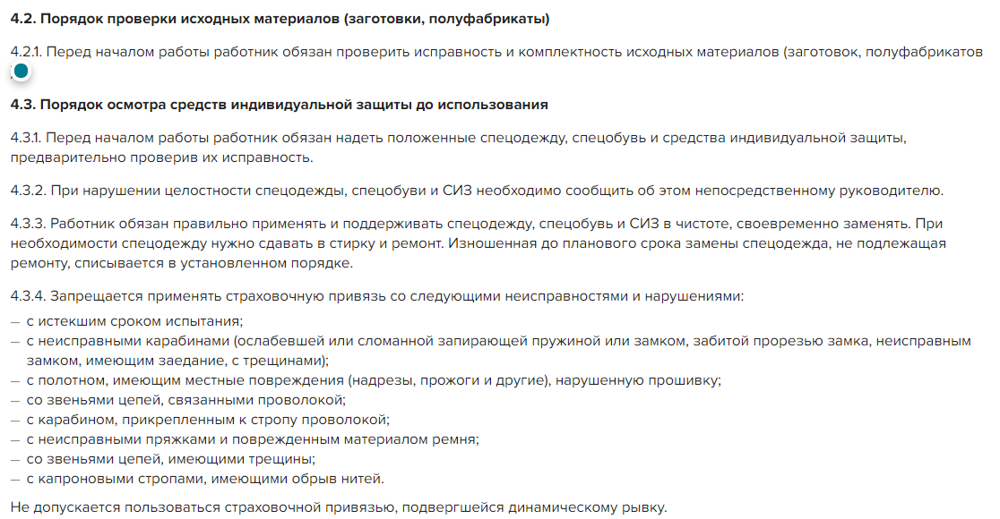 4.2. Порядок проверки исходных материалов (заготовки, полуфабрикаты)
4.2.1. Перед началом работы работник обязан проверить исправность и комплектность исходных материалов (заготовок, полуфабрикатов
4.3. Порядок осмотра средств индивидуальной защиты до использования
4.3.1. Перед началом работы работник обязан надеть положенные спецодежду, спецобувь и средства индивидуальной защиты,
предварительно проверив их исправность.
4.3.2. При нарушении целостности спецодежды, спецобуви и СИЗ необходимо сообщить об этом непосредственному руководителю.
4.3.3. Работник обязан правильно применять и поддерживать спецодежду, спецобувь и СИЗ в чистоте, своевременно заменять. При
необходимости спецодежду нужно сдавать в стирку и ремонт. Изношенная до планового срока замены спецодежда, не подлежащая
ремонту, списывается в установленном порядке.
4.3.4. Запрещается применять страховочную привязь со следующими неисправностями и нарушениями:
— с истекшим сроком испытания;
— с неисправными карабинами (ослабевшей или сломанной запирающей пружиной или замком, забитой прорезью замка, неисправным
замком, имеющим заедание, с трещинами);
— с полотном, имеющим местные повреждения (надрезы, прожоги и другие), нарушенную прошивку;
— со звеньями цепей, связанными проволокой;
— с карабином, прикрепленным к стропу проволокой;
— с неисправными пряжками и поврежденным материалом ремня;
— со звеньями цепей, имеющими трещины;
— с капроновыми стропами, имеющими обрыв нитей.
Не допускается пользоваться страховочной привязью, подвергшейся динамическому рывку.